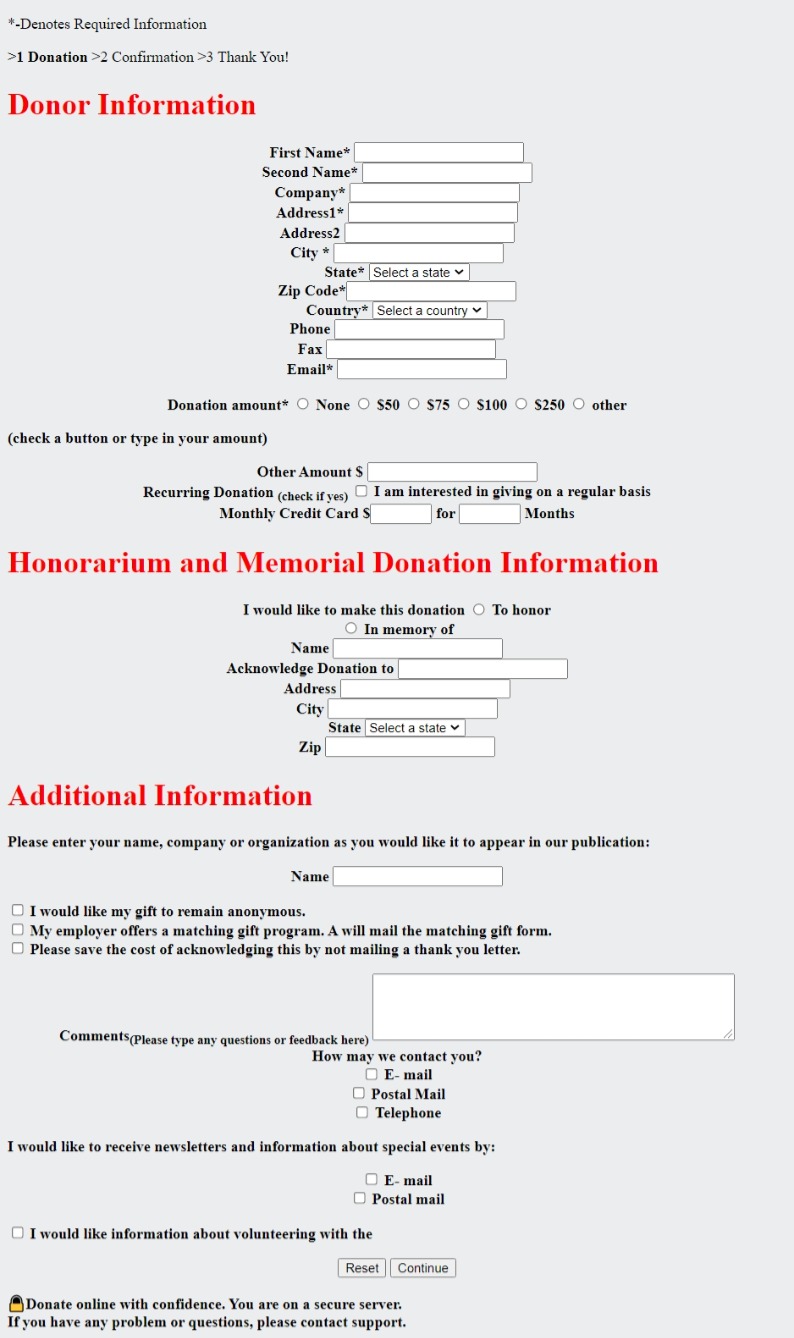 *-Denotes Required Information
>1 Donation >2 Confirmation >3 Thank You!
Donor Information
First Name*
Second Name*
Company*
Address1*
Address2
City *
State* Select a state
Zip Code*
Country* Select a country
Phone
Fax
Email*
Donation amount* None $50 $75 $100 $250 other
(check a button or type in your amount)
Other Amount $
Recurring Donation (check if yes) I am interested in giving on a regular basis
Monthly Credit Card $ for Months
Honorarium and Memorial Donation Information
I would like to make this donation To honor
In memory of
Name
Acknowledge Donation to
Address
City
State Select a state
Zip
Additional Information
Please enter your name, company or organization as you would like it to appear in our publication:
Name
I would like my gift to remain anonymous.
My employer offers a matching gift program. A will mail the matching gift form.
Please save the cost of acknowledging this by not mailing a thank you letter.
Comments(Please type any questions or feedback here)
How may we contact you?
E- mail
Postal Mail
Telephone
I would like to receive newsletters and information about special events by:
E- mail
Postal mail
I would like information about volunteering with the
Reset Continue
Donate online with confidence. You are on a secure server.
If you have any problem or questions, please contact support.